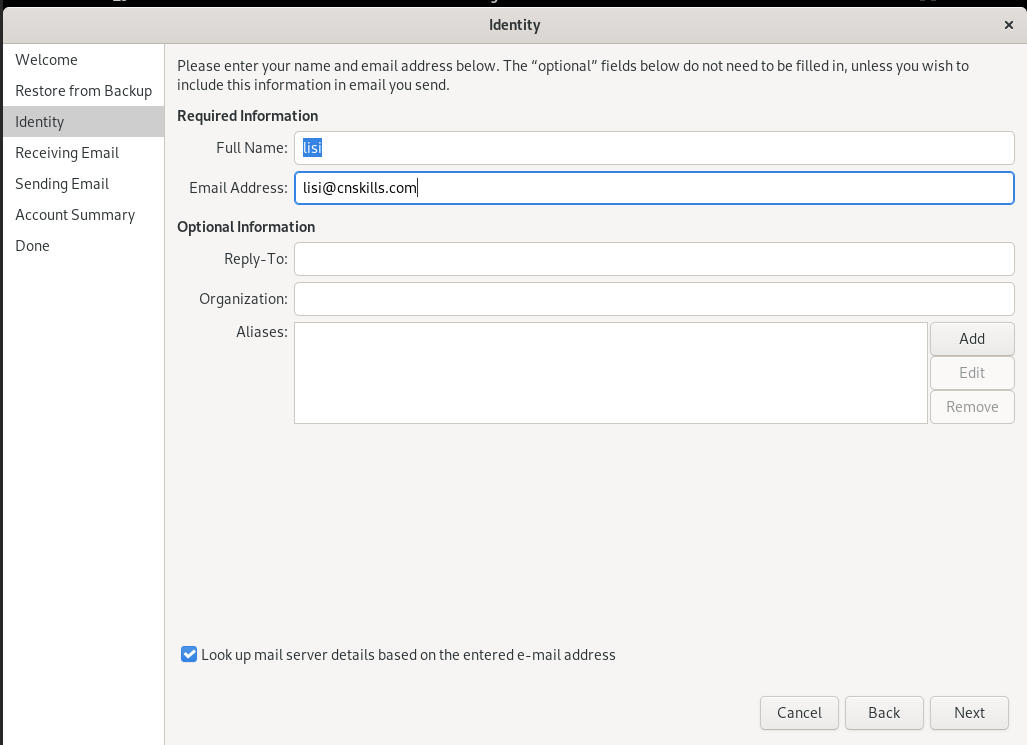 Identity
×
Welcome
Restore from Backup
Identity
Receiving Email
Sending Email
Account Summary
Done
Please enter your name and email address below. The “optional” fields below do not need to be filled in, unless you wish to
include this information in email you send.
Required Information
Full Name: lisi
Email Address: lisi@cnskills.com
Optional Information
Reply-To:
Organization:
Aliases:
Add
Edit
Remove
Look up mail server details based on the entered e-mail address
Cancel Back Next